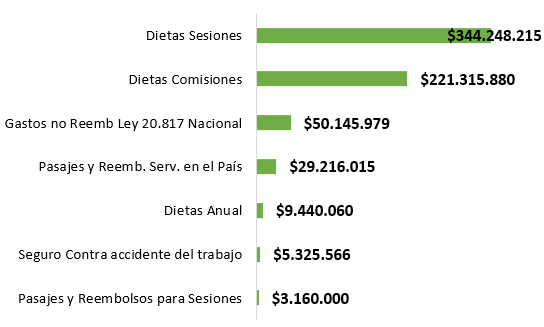 Dietas Sesiones $344.248.215
Dietas Comisiones $221.315.880
Gastos no Reemb Ley 20.817 Nacional $50.145.979
Pasajes y Reemb. Serv. en el País $29.216.015
Dietas Anual $9.440.060
Seguro Contra accidente del trabajo $5.325.566
Pasajes y Reembolsos para Sesiones $3.160.000